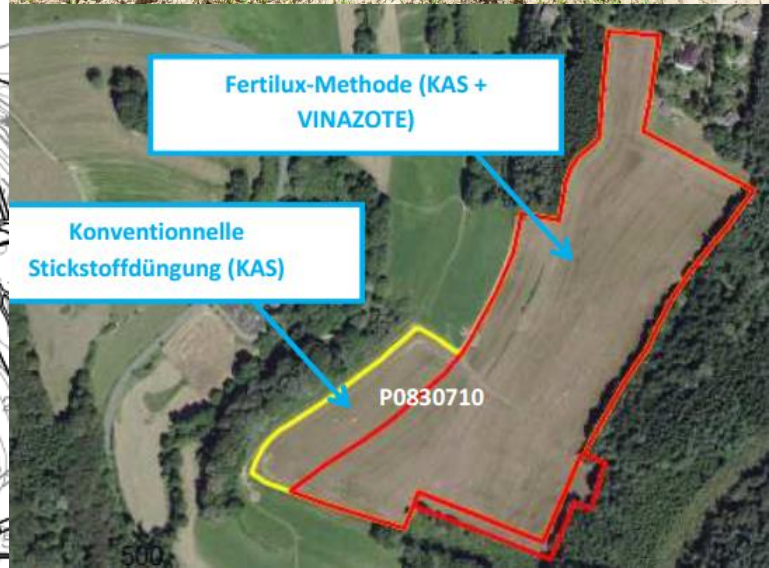 Fertilux-Methode (KAS +
VINAZOTE)
Konventionnelle
Stickstoffdüngung (KAS)
P0830710
500